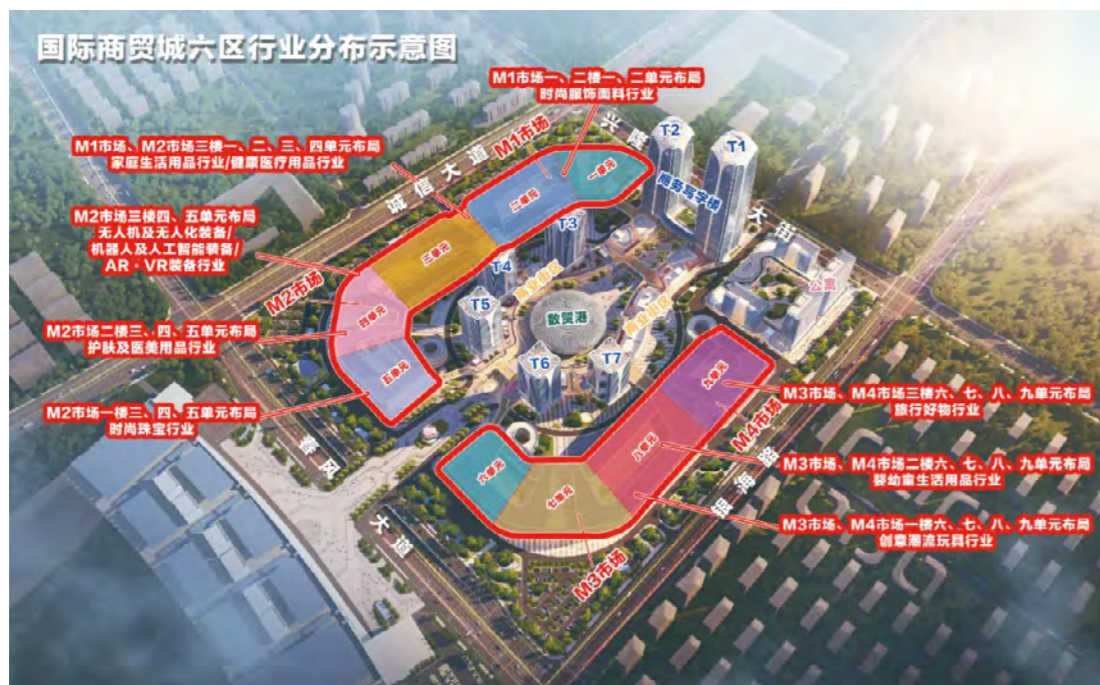 国际商贸城六区行业分布示意图
M1市场一、二楼一、二单元布局
时尚服饰面料行业
M1市场、M2市场三楼一、二、三、四单元布局
家庭生活用品行业/健康医疗用品行业
M2市场三楼四、五单元布局
无人机及无人化装备/
机器人及人工智能装备/
AR·VR装备行业
M2市场二楼三、四、五单元布局
护肤及医美用品行业
M2市场一楼三、四、五单元布局
时尚珠宝行业
M3市场、M4市场三楼六、七、八、九单元布局
旅行好物行业
M3市场、M4市场二楼六、七、八、九单元布局
婴幼童生活用品行业
M3市场、M4市场一楼六、七、八、九单元布局
创意潮流玩具行业
诚信大道
M1市场
大街
T2
T1
商务写字楼
一单元
二单元
三单元
四单元
五单元
M2市场
T3
T4
T5
商业街区
数贸港
商业街区
公寓
T6
T7
九单元
八单元
七单元
六单元
M4市场
M3市场
春风
大道